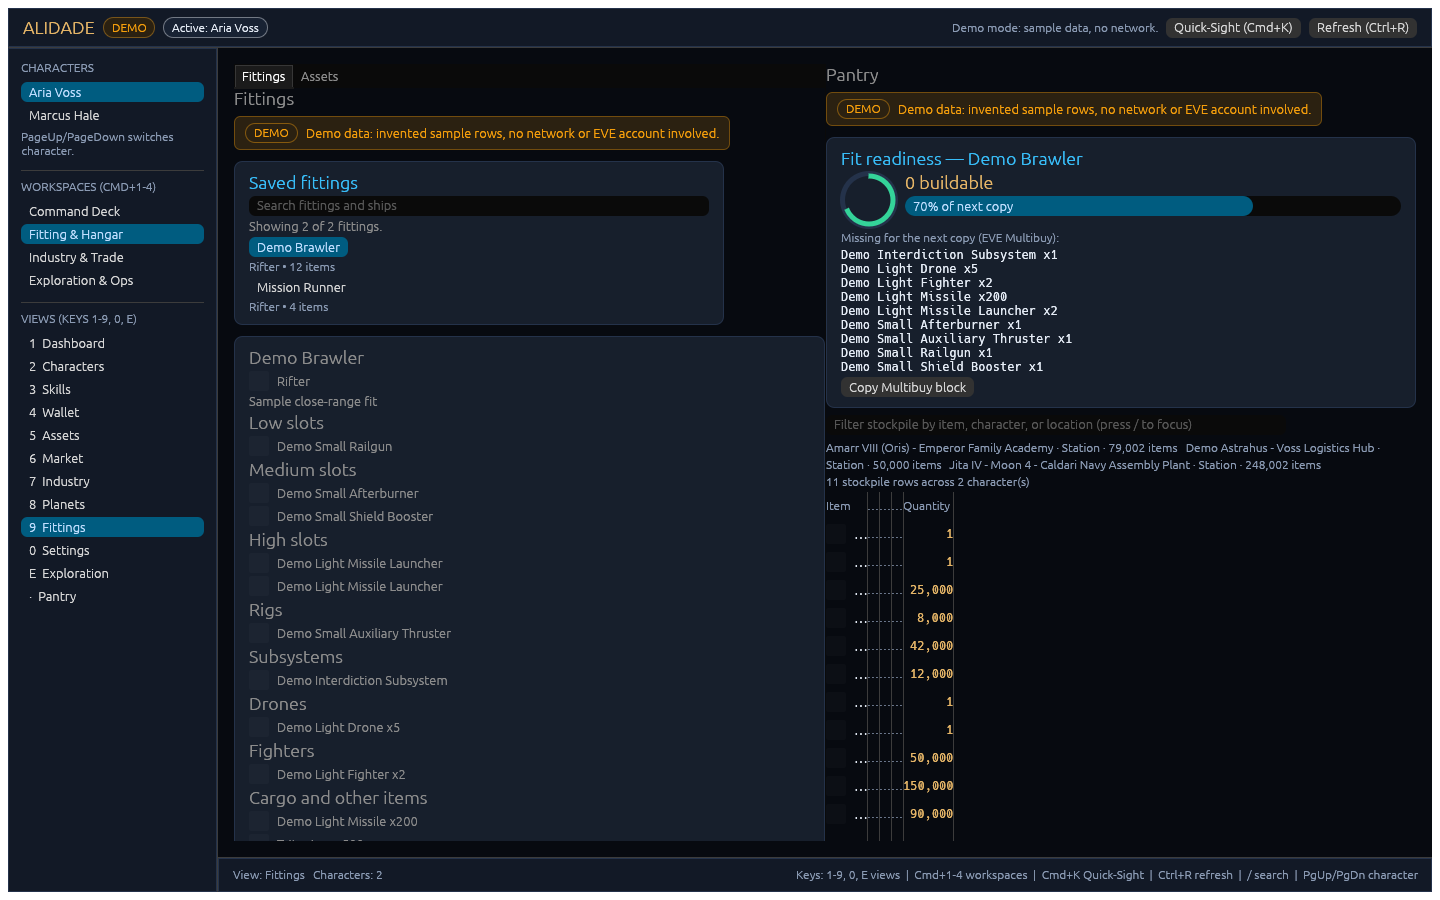 ALIDADE DEMO Active: Aria Voss Demo mode: sample data, no network. Quick-Sight (Cmd+K) Refresh (Ctrl+R)
CHARACTERS
Aria Voss
Marcus Hale
PageUp/PageDown switches
character.
WORKSPACES (CMD+1-4)
Command Deck
Fitting & Hangar
Industry & Trade
Exploration & Ops
VIEWS (KEYS 1-9, 0, E)
1 Dashboard
2 Characters
3 Skills
4 Wallet
5 Assets
6 Market
7 Industry
8 Planets
9 Fittings
0 Settings
E Exploration
· Pantry
Fittings Assets
Fittings
DEMO Demo data: invented sample rows, no network or EVE account involved.
Saved fittings
Search fittings and ships
Showing 2 of 2 fittings.
Demo Brawler
Rifter • 12 items
Mission Runner
Rifter • 4 items
Demo Brawler
Rifter
Sample close-range fit
Low slots
Demo Small Railgun
Medium slots
Demo Small Afterburner
Demo Small Shield Booster
High slots
Demo Light Missile Launcher
Demo Light Missile Launcher
Rigs
Demo Small Auxiliary Thruster
Subsystems
Demo Interdiction Subsystem
Drones
Demo Light Drone x5
Fighters
Demo Light Fighter x2
Cargo and other items
Demo Light Missile x200
Pantry
DEMO Demo data: invented sample rows, no network or EVE account involved.
Fit readiness — Demo Brawler
0 buildable
70% of next copy
Missing for the next copy (EVE Multibuy):
Demo Interdiction Subsystem x1
Demo Light Drone x5
Demo Light Fighter x2
Demo Light Missile x200
Demo Light Missile Launcher x2
Demo Small Afterburner x1
Demo Small Auxiliary Thruster x1
Demo Small Railgun x1
Demo Small Shield Booster x1
Copy Multibuy block
Filter stockpile by item, character, or location (press / to focus)
Amarr VIII (Oris) - Emperor Family Academy · Station · 79,002 items Demo Astrahus - Voss Logistics Hub ·
Station · 50,000 items Jita IV - Moon 4 - Caldari Navy Assembly Plant · Station · 248,002 items
11 stockpile rows across 2 character(s)
Item ... ... ... Quantity
... 1
... 1
... 25,000
... 8,000
... 42,000
... 12,000
... 1
... 1
... 50,000
... 150,000
... 90,000
View: Fittings Characters: 2 Keys: 1-9, 0, E views | Cmd+1-4 workspaces | Cmd+K Quick-Sight | Ctrl+R refresh | / search | PgUp/PgDn character